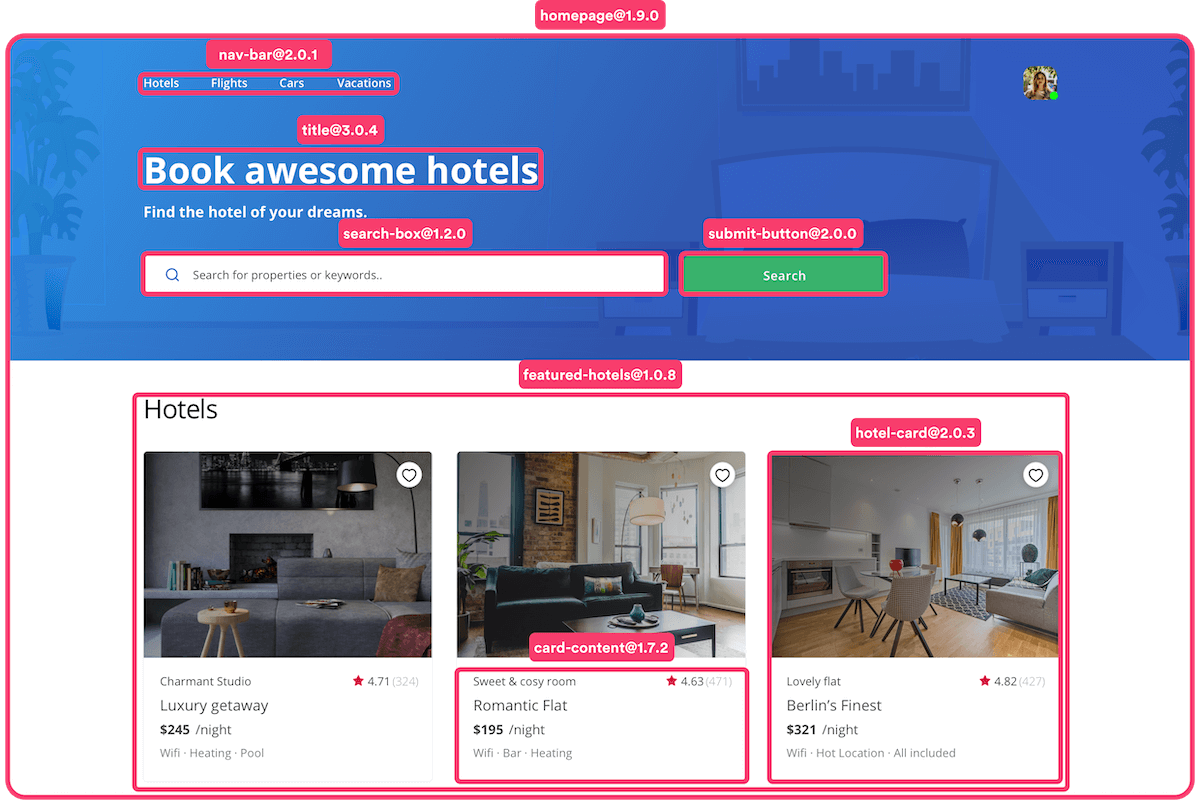 homepage@1.9.0
nav-bar@2.0.1
Hotels Flights Cars Vacations
title@3.0.4
Book awesome hotels
Find the hotel of your dreams.
search-box@1.2.0 submit-button@2.0.0
Search for properties or keywords.. Search
featured-hotels@1.0.8
Hotels
hotel-card@2.0.3
card-content@1.7.2
Charmant Studio 4.71 (324)
Luxury getaway
$245 /night
Wifi · Heating · Pool
Sweet & cosy room 4.63 (471)
Romantic Flat
$195 /night
Wifi · Bar · Heating
Lovely flat 4.82 (427)
Berlin’s Finest
$321 /night
Wifi · Hot Location · All included